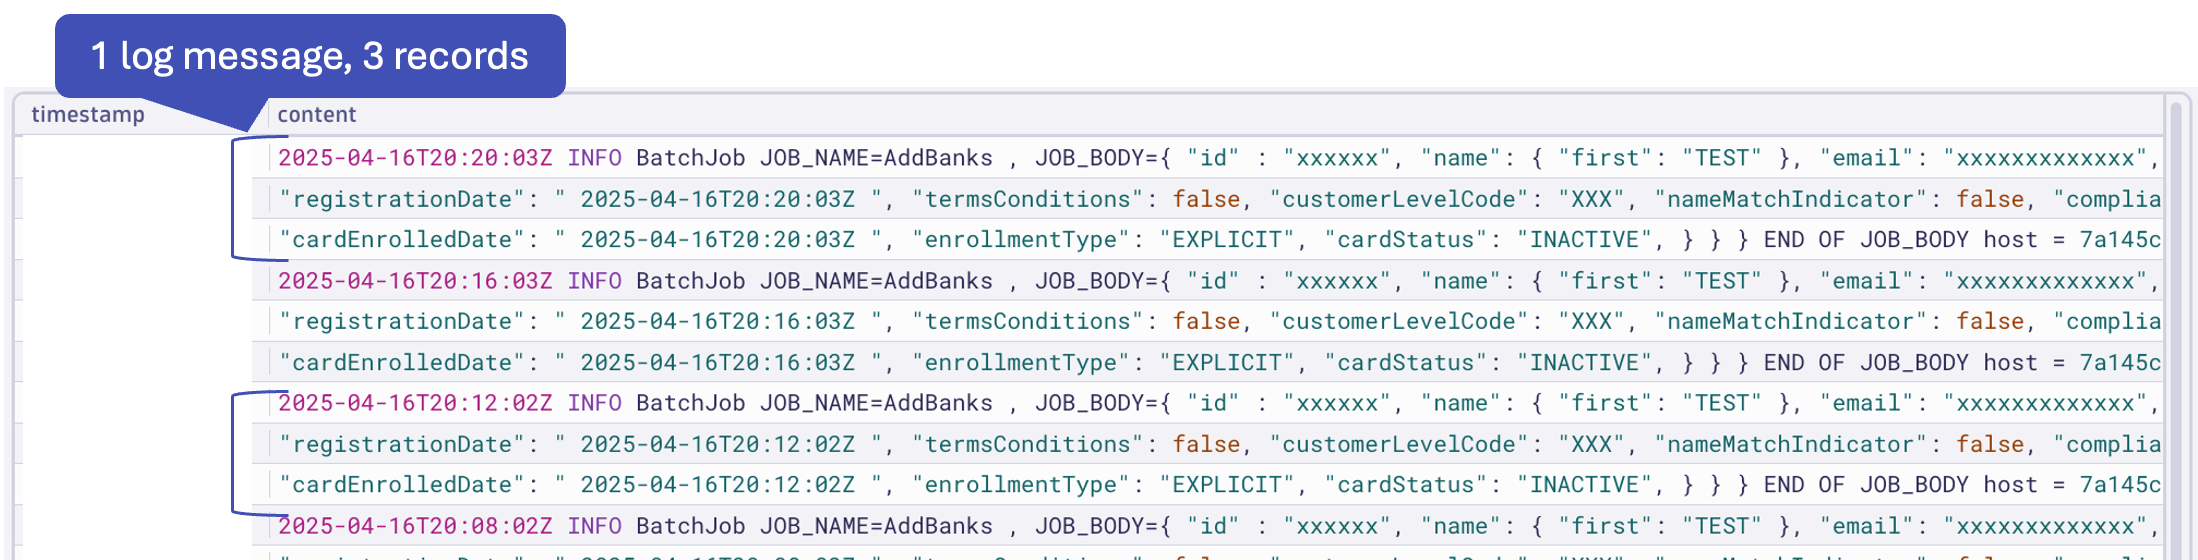 1 log message, 3 records
timestamp content
2025-04-16T20:20:03Z INFO BatchJob JOB_NAME=AddBanks , JOB_BODY={ "id" : "xxxxxx", "name": { "first": "TEST" }, "email": "xxxxxxxxxxxxx",
"registrationDate": " 2025-04-16T20:20:03Z ", "termsConditions": false, "customerLevelCode": "XXX", "nameMatchIndicator": false, "complia
"cardEnrolledDate": " 2025-04-16T20:20:03Z ", "enrollmentType": "EXPLICIT", "cardStatus": "INACTIVE", } } } END OF JOB_BODY host = 7a145c
2025-04-16T20:16:03Z INFO BatchJob JOB_NAME=AddBanks , JOB_BODY={ "id" : "xxxxxx", "name": { "first": "TEST" }, "email": "xxxxxxxxxxxxx",
"registrationDate": " 2025-04-16T20:16:03Z ", "termsConditions": false, "customerLevelCode": "XXX", "nameMatchIndicator": false, "complia
"cardEnrolledDate": " 2025-04-16T20:16:03Z ", "enrollmentType": "EXPLICIT", "cardStatus": "INACTIVE", } } } END OF JOB_BODY host = 7a145c
2025-04-16T20:12:02Z INFO BatchJob JOB_NAME=AddBanks , JOB_BODY={ "id" : "xxxxxx", "name": { "first": "TEST" }, "email": "xxxxxxxxxxxxx",
"registrationDate": " 2025-04-16T20:12:02Z ", "termsConditions": false, "customerLevelCode": "XXX", "nameMatchIndicator": false, "complia
"cardEnrolledDate": " 2025-04-16T20:12:02Z ", "enrollmentType": "EXPLICIT", "cardStatus": "INACTIVE", } } } END OF JOB_BODY host = 7a145c
2025-04-16T20:08:02Z INFO BatchJob JOB_NAME=AddBanks , JOB_BODY={ "id" : "xxxxxx", "name": { "first": "TEST" }, "email": "xxxxxxxxxxxxx",